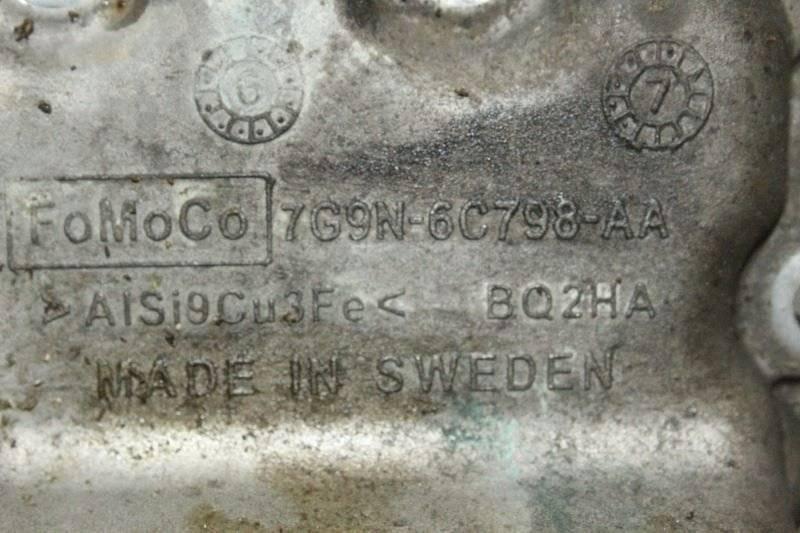 6 7
FoMoCo 7G9N-6C798-AA
>AlSi9Cu3Fe< BQ2HA
MADE IN SWEDEN